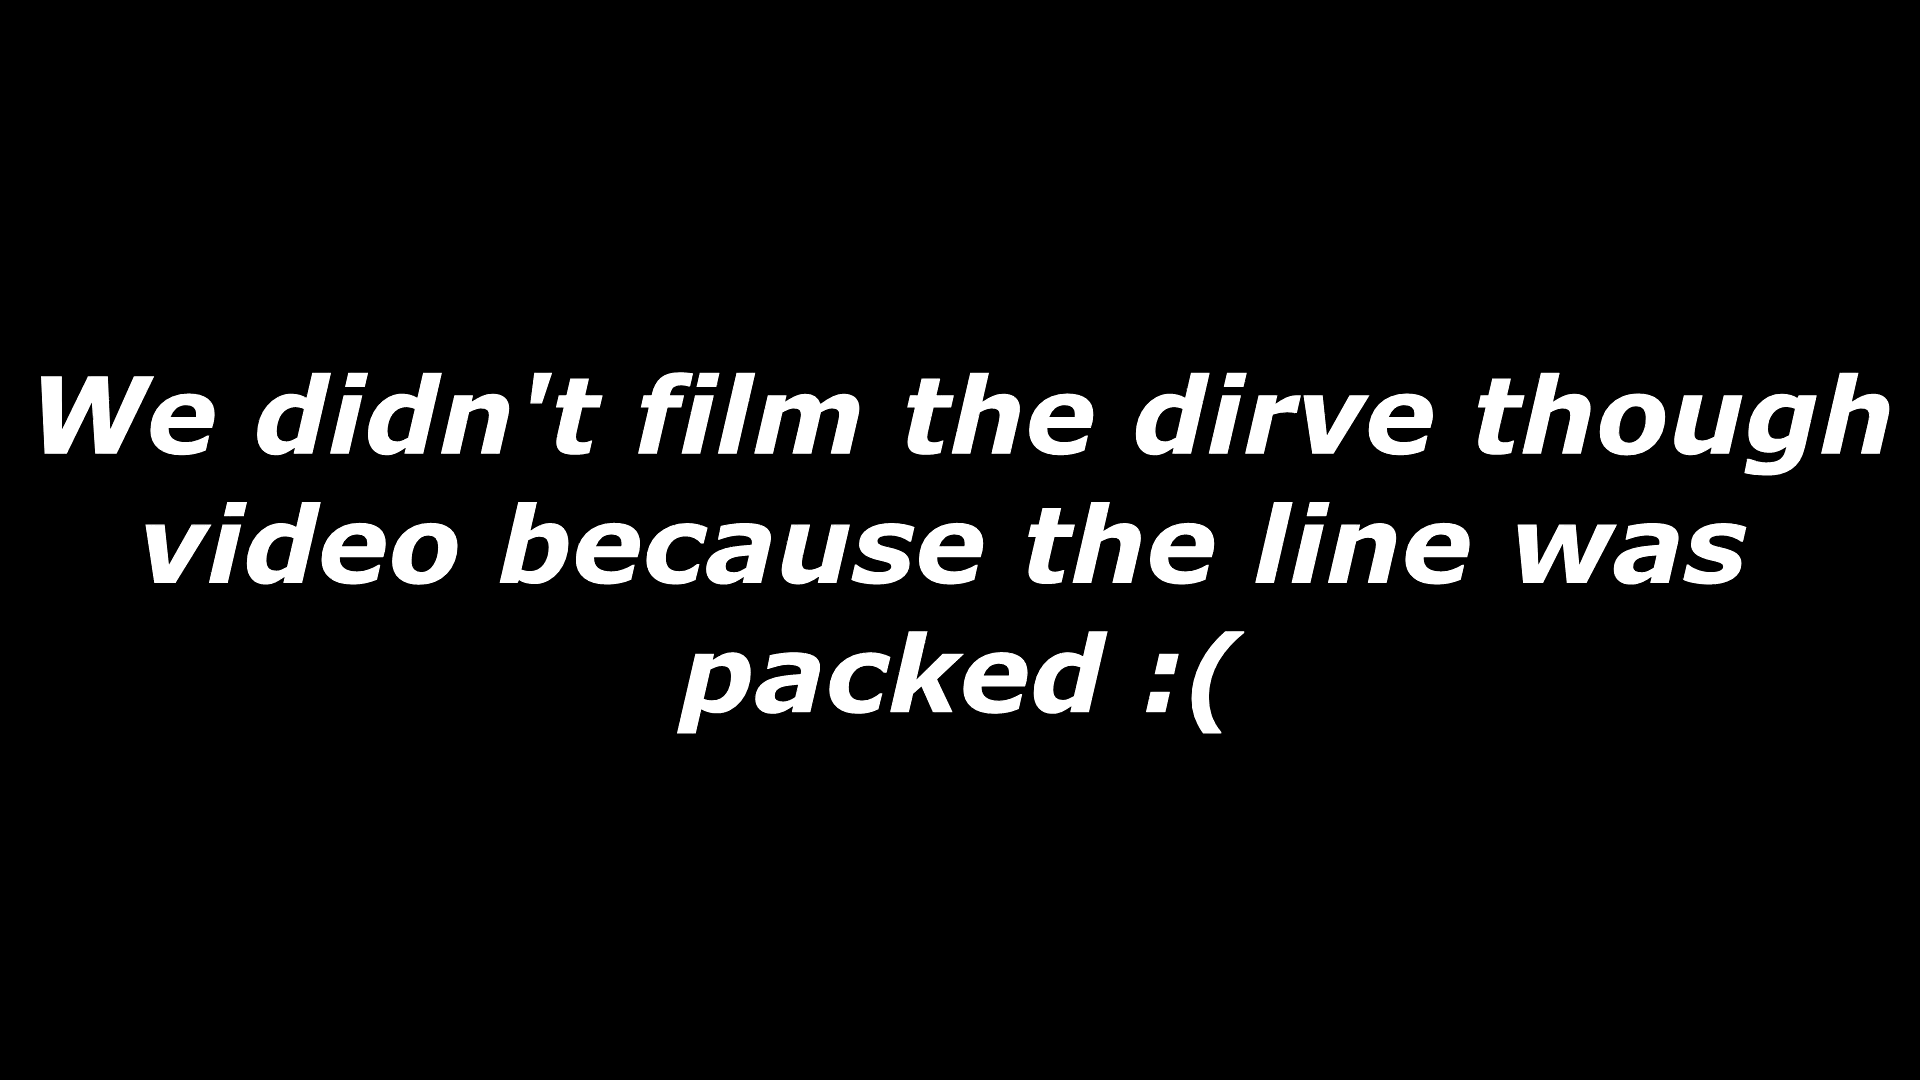 We didn't film the dirve though
video because the line was
packed :(